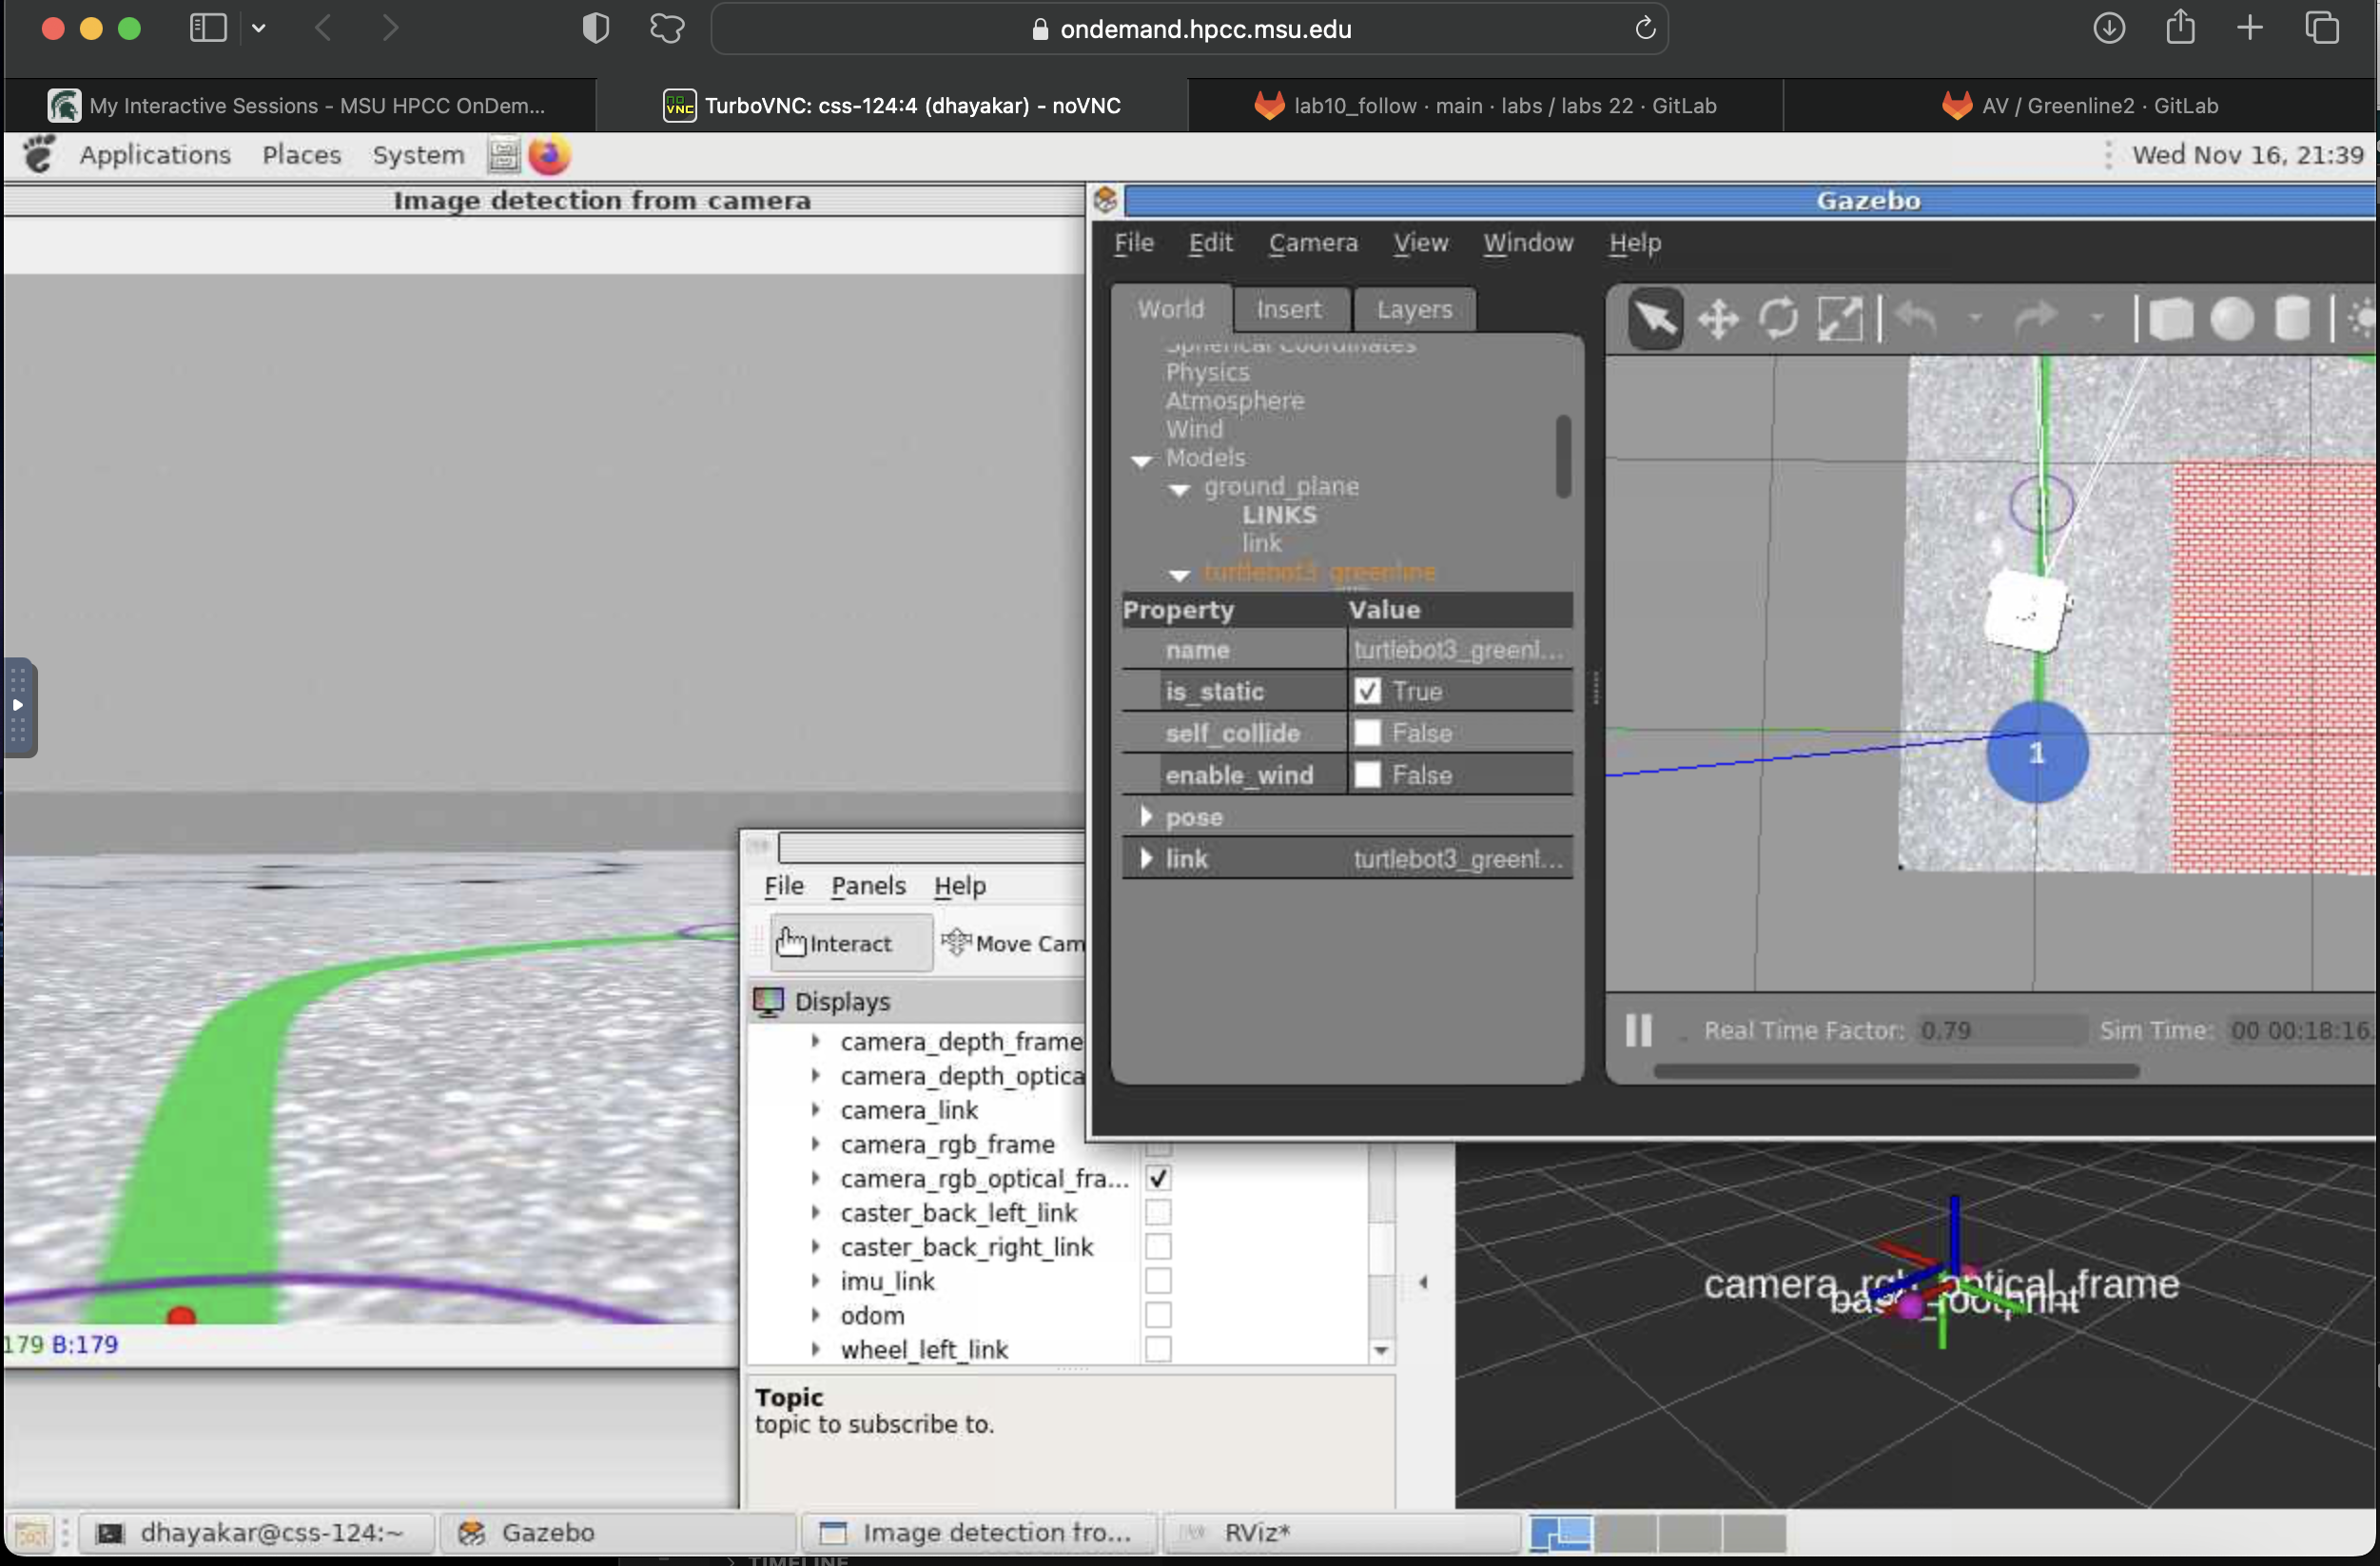 ondemand.hpcc.msu.edu
My Interactive Sessions - MSU HPCC OnDem...
TurboVNC: css-124:4 (dhayakar) - noVNC
lab10_follow · main · labs / labs 22 · GitLab
AV / Greenline2 · GitLab
Applications Places System
Wed Nov 16, 21:39
Image detection from camera
179 B:179
Gazebo
File Edit Camera View Window Help
World Insert Layers
Spherical Coordinates
Physics
Atmosphere
Wind
Models
ground_plane
LINKS
link
turtlebot3_greenline
Property Value
name turtlebot3_greenl...
is_static True
self_collide False
enable_wind False
pose
link turtlebot3_greenl...
1
Real Time Factor: 0.79 Sim Time: 00 00:18:16.
File Panels Help
Interact Move Cam
Displays
camera_depth_frame
camera_depth_optica
camera_link
camera_rgb_frame
camera_rgb_optical_fra...
caster_back_left_link
caster_back_right_link
imu_link
odom
wheel_left_link
Topic
topic to subscribe to.
camera_rgb_optical_frame
base_footprint
dhayakar@css-124:~
Gazebo
Image detection fro...
RViz*
TIMELINE